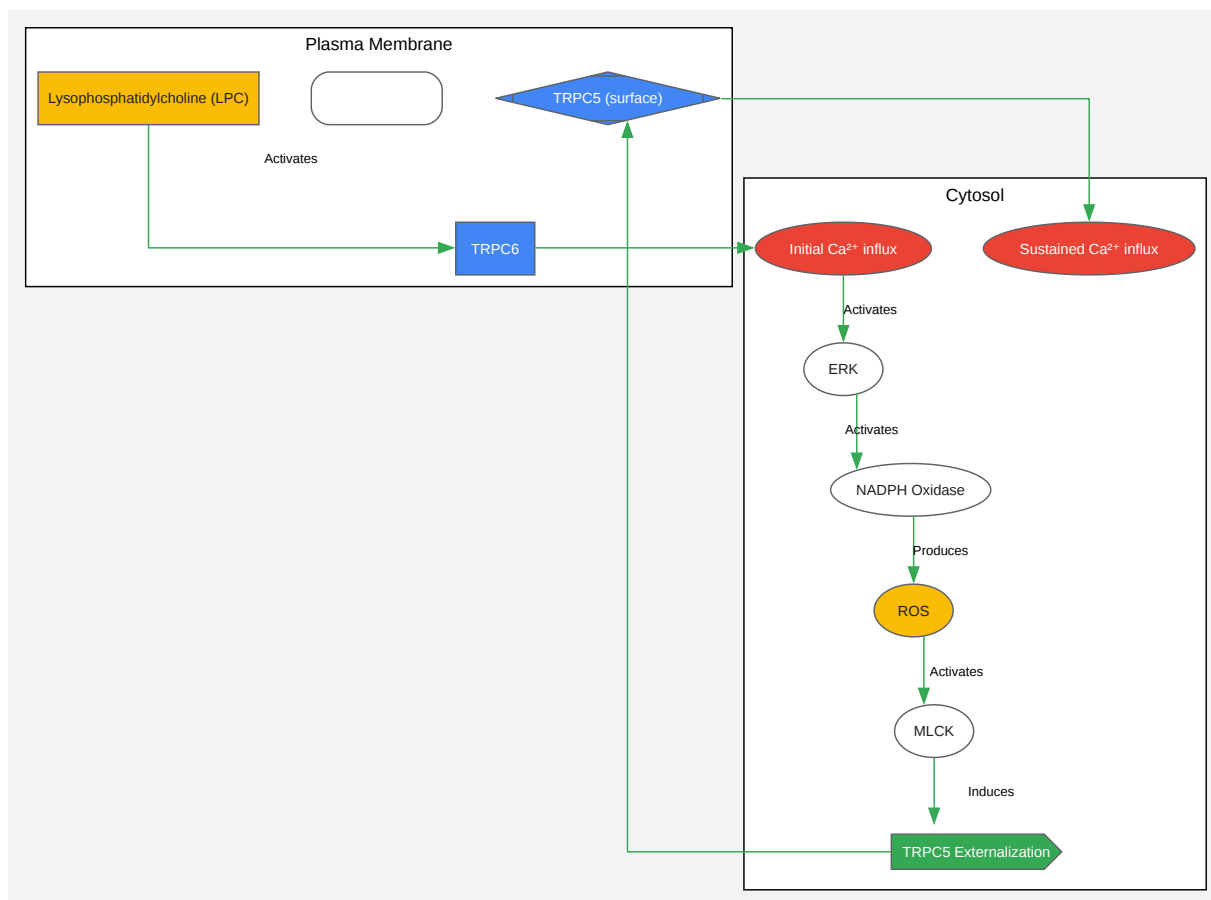 Plasma Membrane
Lysophosphatidylcholine (LPC)
TRPC5 (surface)
Activates
TRPC6
Cytosol
Initial Ca²⁺ influx
Sustained Ca²⁺ influx
Activates
ERK
Activates
NADPH Oxidase
Produces
ROS
Activates
MLCK
Induces
TRPC5 Externalization